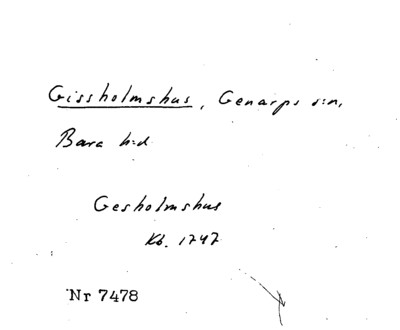 Gissholmshus, Genarps s:n,
Bara h:d
Gesholmshus
Kb. 1747
Nr 7478